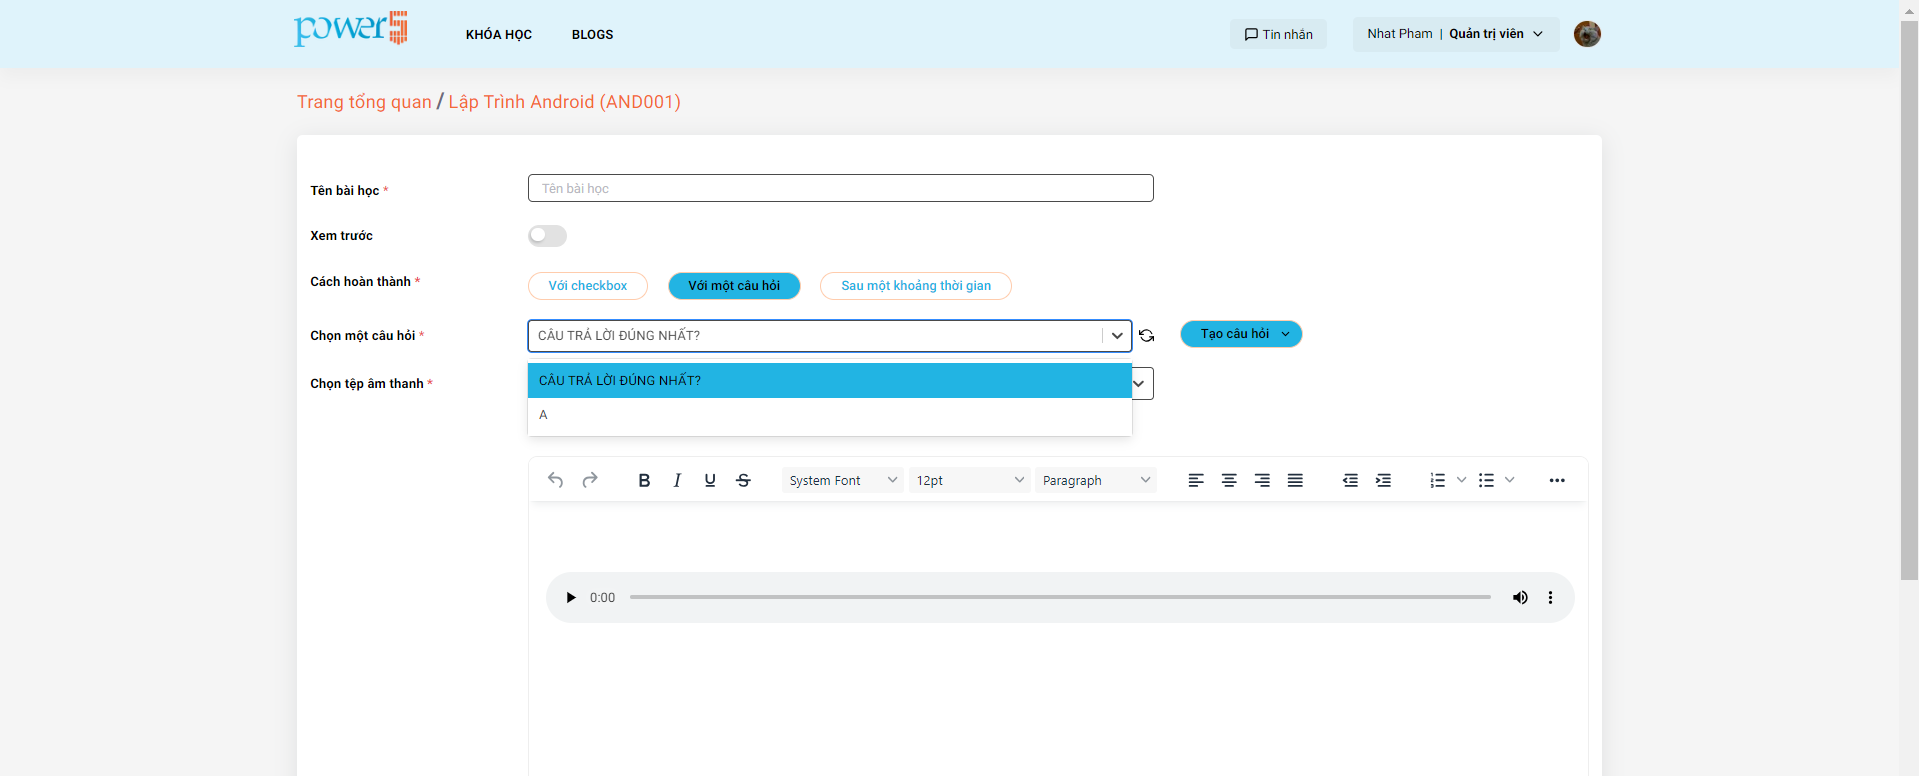 power5
KHÓA HỌC
BLOGS
Tin nhắn
Nhat Pham | Quản trị viên
Trang tổng quan / Lập Trình Android (AND001)
Tên bài học *
Tên bài học
Xem trước
Cách hoàn thành *
Với checkbox
Với một câu hỏi
Sau một khoảng thời gian
Chọn một câu hỏi *
CÂU TRẢ LỜI ĐÚNG NHẤT?
Tạo câu hỏi
CÂU TRẢ LỜI ĐÚNG NHẤT?
Chọn tệp âm thanh *
A
System Font
12pt
Paragraph
0:00